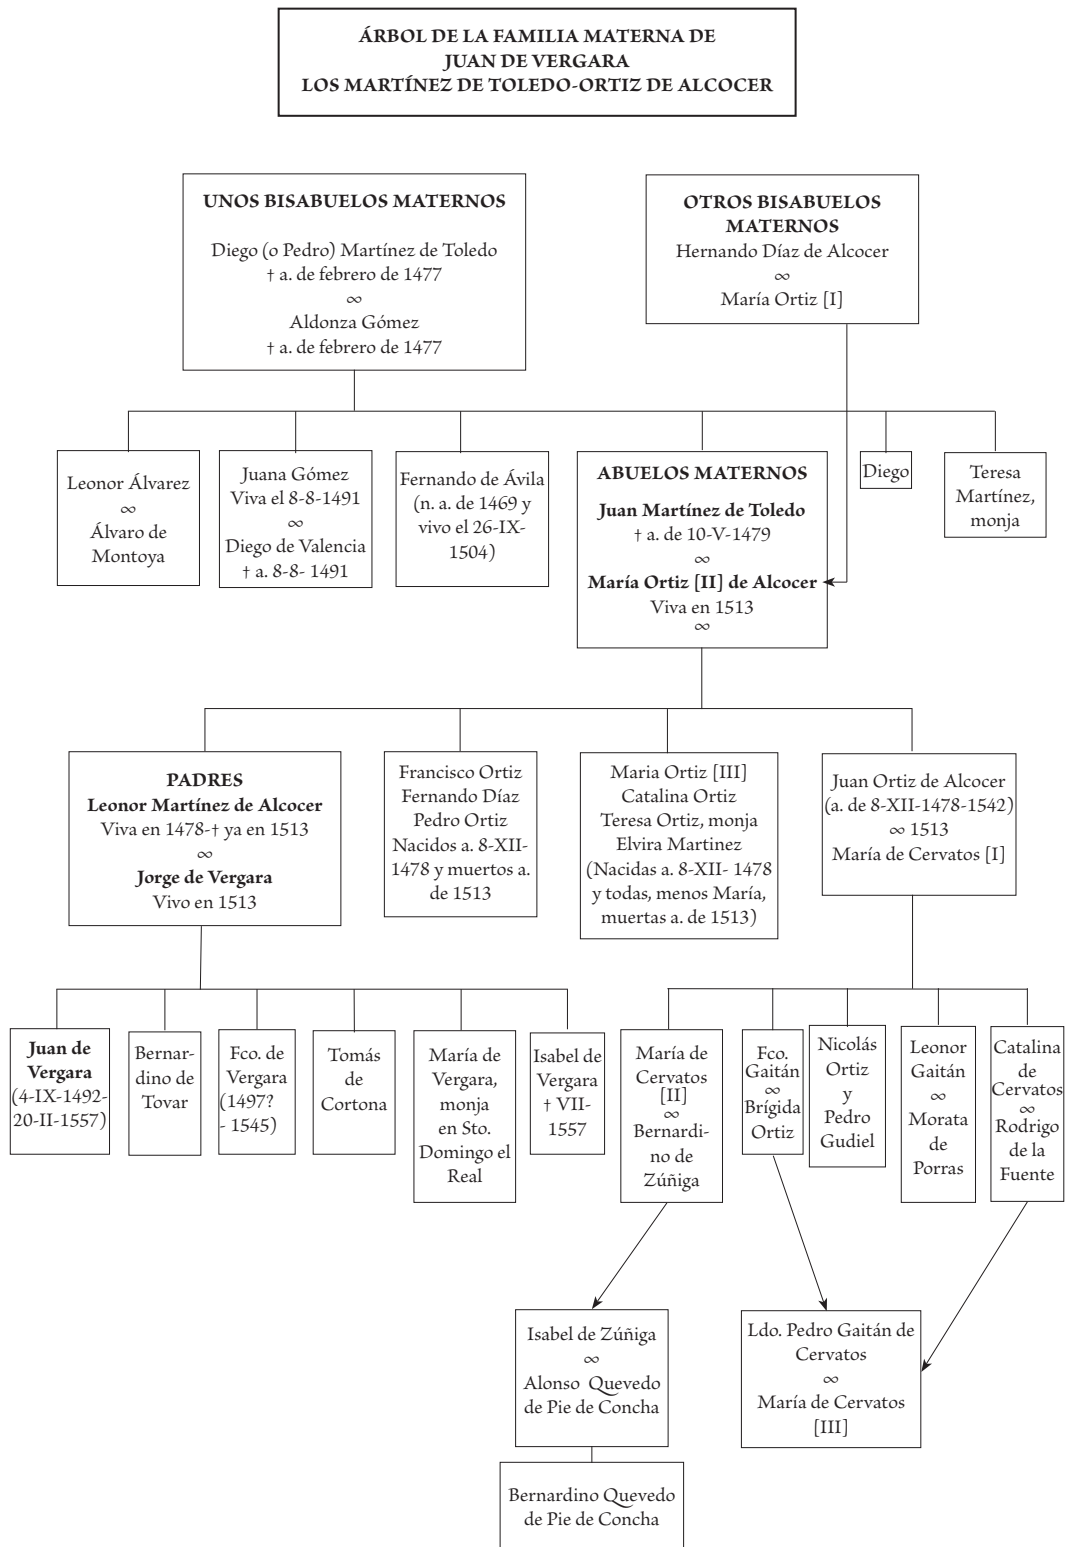 ÁRBOL DE LA FAMILIA MATERNA DE
JUAN DE VERGARA
LOS MARTÍNEZ DE TOLEDO-ORTIZ DE ALCOCER
UNOS BISABUELOS MATERNOS
Diego (o Pedro) Martínez de Toledo
† a. de febrero de 1477
∞
Aldonza Gómez
† a. de febrero de 1477
OTROS BISABUELOS
MATERNOS
Hernando Díaz de Alcocer
∞
María Ortiz [I]
Leonor Álvarez
∞
Álvaro de
Montoya
Juana Gómez
Viva el 8-8-1491
∞
Diego de Valencia
† a. 8-8- 1491
Fernando de Ávila
(n. a. de 1469 y
vivo el 26-IX-
1504)
ABUELOS MATERNOS
Juan Martínez de Toledo
† a. de 10-V-1479
∞
María Ortiz [II] de Alcocer
Viva en 1513
∞
Diego
Teresa
Martínez,
monja
PADRES
Leonor Martínez de Alcocer
Viva en 1478-† ya en 1513
∞
Jorge de Vergara
Vivo en 1513
Francisco Ortiz
Fernando Díaz
Pedro Ortiz
Nacidos a. 8-XII-
1478 y muertos a.
de 1513
Maria Ortiz [III]
Catalina Ortiz
Teresa Ortiz, monja
Elvira Martinez
(Nacidas a. 8-XII- 1478
y todas, menos María,
muertas a. de 1513)
Juan Ortiz de Alcocer
(a. de 8-XII-1478-1542)
∞ 1513
María de Cervatos [I]
Juan de
Vergara
(4-IX-1492-
20-II-1557)
Bernar-
dino de
Tovar
Fco. de
Vergara
(1497?
- 1545)
Tomás
de
Cortona
María de
Vergara,
monja
en Sto.
Domingo el
Real
Isabel de
Vergara
† VII-
1557
María de
Cervatos
[II]
∞
Bernardi-
no de
Zúñiga
Fco.
Gaitán
∞
Brígida
Ortiz
Nicolás
Ortiz
y
Pedro
Gudiel
Leonor
Gaitán
∞
Morata
de
Porras
Catalina
de
Cervatos
∞
Rodrigo
de la
Fuente
Isabel de Zúñiga
∞
Alonso Quevedo
de Pie de Concha
Ldo. Pedro Gaitán de
Cervatos
∞
María de Cervatos
[III]
Bernardino Quevedo
de Pie de Concha